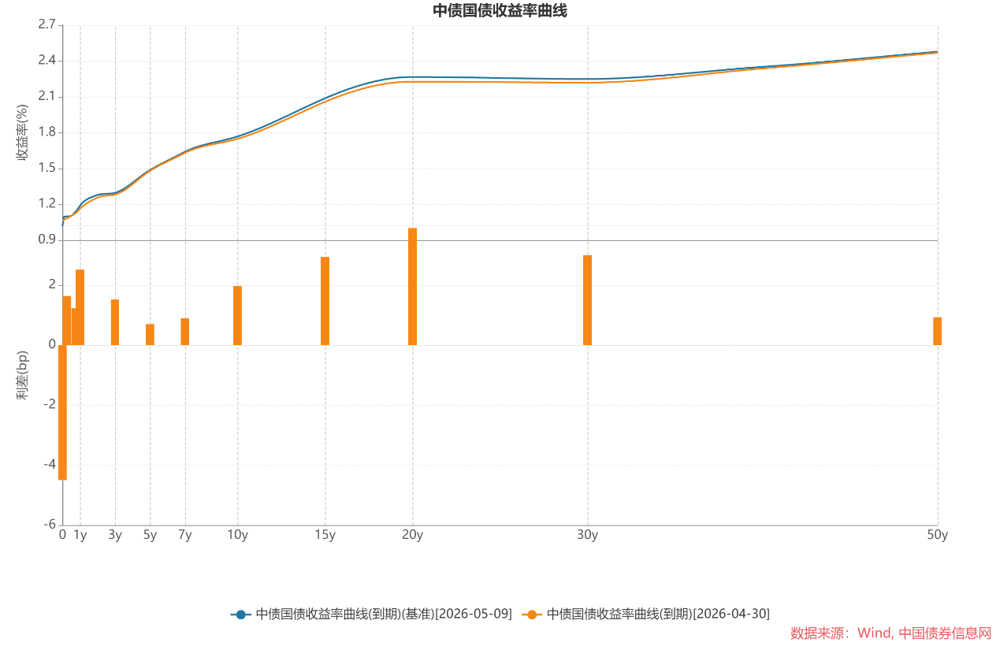 中债国债收益率曲线
收益率(%)
2.7
2.4
2.1
1.8
1.5
1.2
0.9
利差(bp)
2
0
-2
-4
-6
0 1y 3y 5y 7y 10y 15y 20y 30y 50y
中债国债收益率曲线(到期)(基准)[2026-05-09] 中债国债收益率曲线(到期)[2026-04-30]
数据来源：Wind, 中国债券信息网